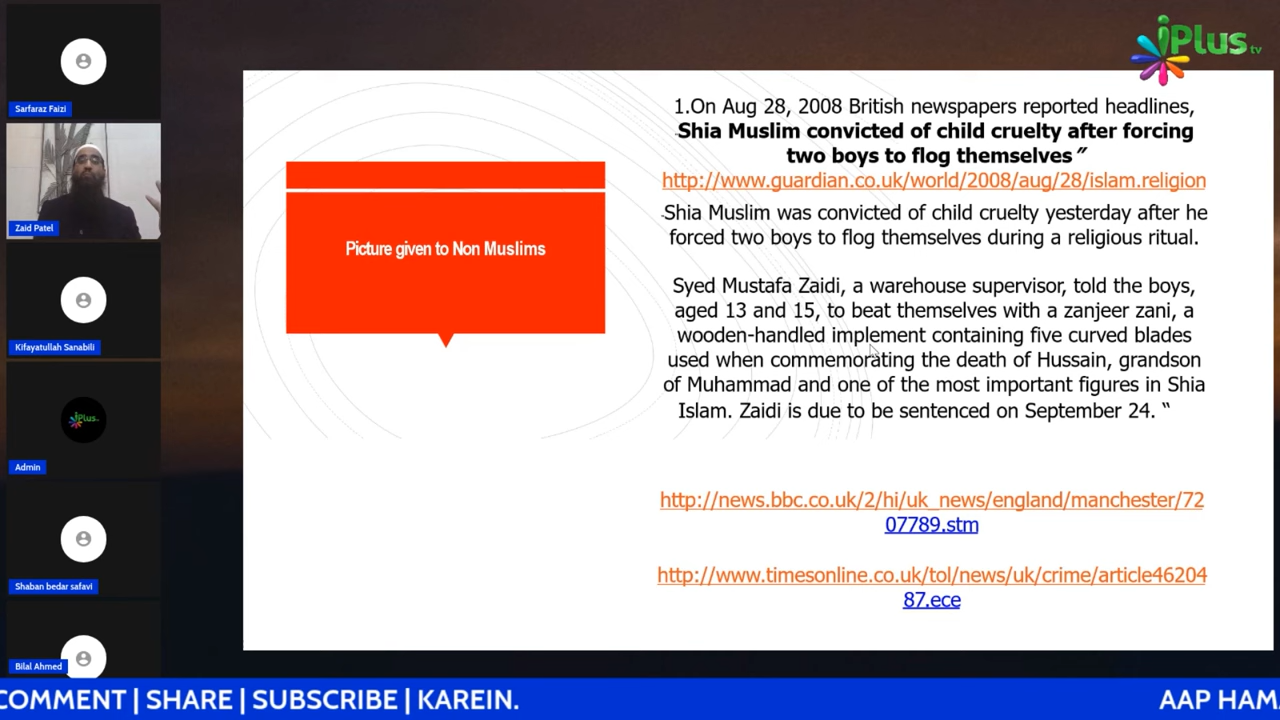 Sarfaraz Faizi
Zaid Patel
Kifayatullah Sanabili
iPlus tv
Admin
Shaban bedar safavi
Bilal Ahmed
iPlus tv
Picture given to Non Muslims
1.On Aug 28, 2008 British newspapers reported headlines,
Shia Muslim convicted of child cruelty after forcing
two boys to flog themselves”
http://www.guardian.co.uk/world/2008/aug/28/islam.religion
Shia Muslim was convicted of child cruelty yesterday after he
forced two boys to flog themselves during a religious ritual.
Syed Mustafa Zaidi, a warehouse supervisor, told the boys,
aged 13 and 15, to beat themselves with a zanjeer zani, a
wooden-handled implement containing five curved blades
used when commemorating the death of Hussain, grandson
of Muhammad and one of the most important figures in Shia
Islam. Zaidi is due to be sentenced on September 24. “
http://news.bbc.co.uk/2/hi/uk_news/england/manchester/72
07789.stm
http://www.timesonline.co.uk/tol/news/uk/crime/article46204
87.ece
COMMENT | SHARE | SUBSCRIBE | KAREIN.
AAP HAM